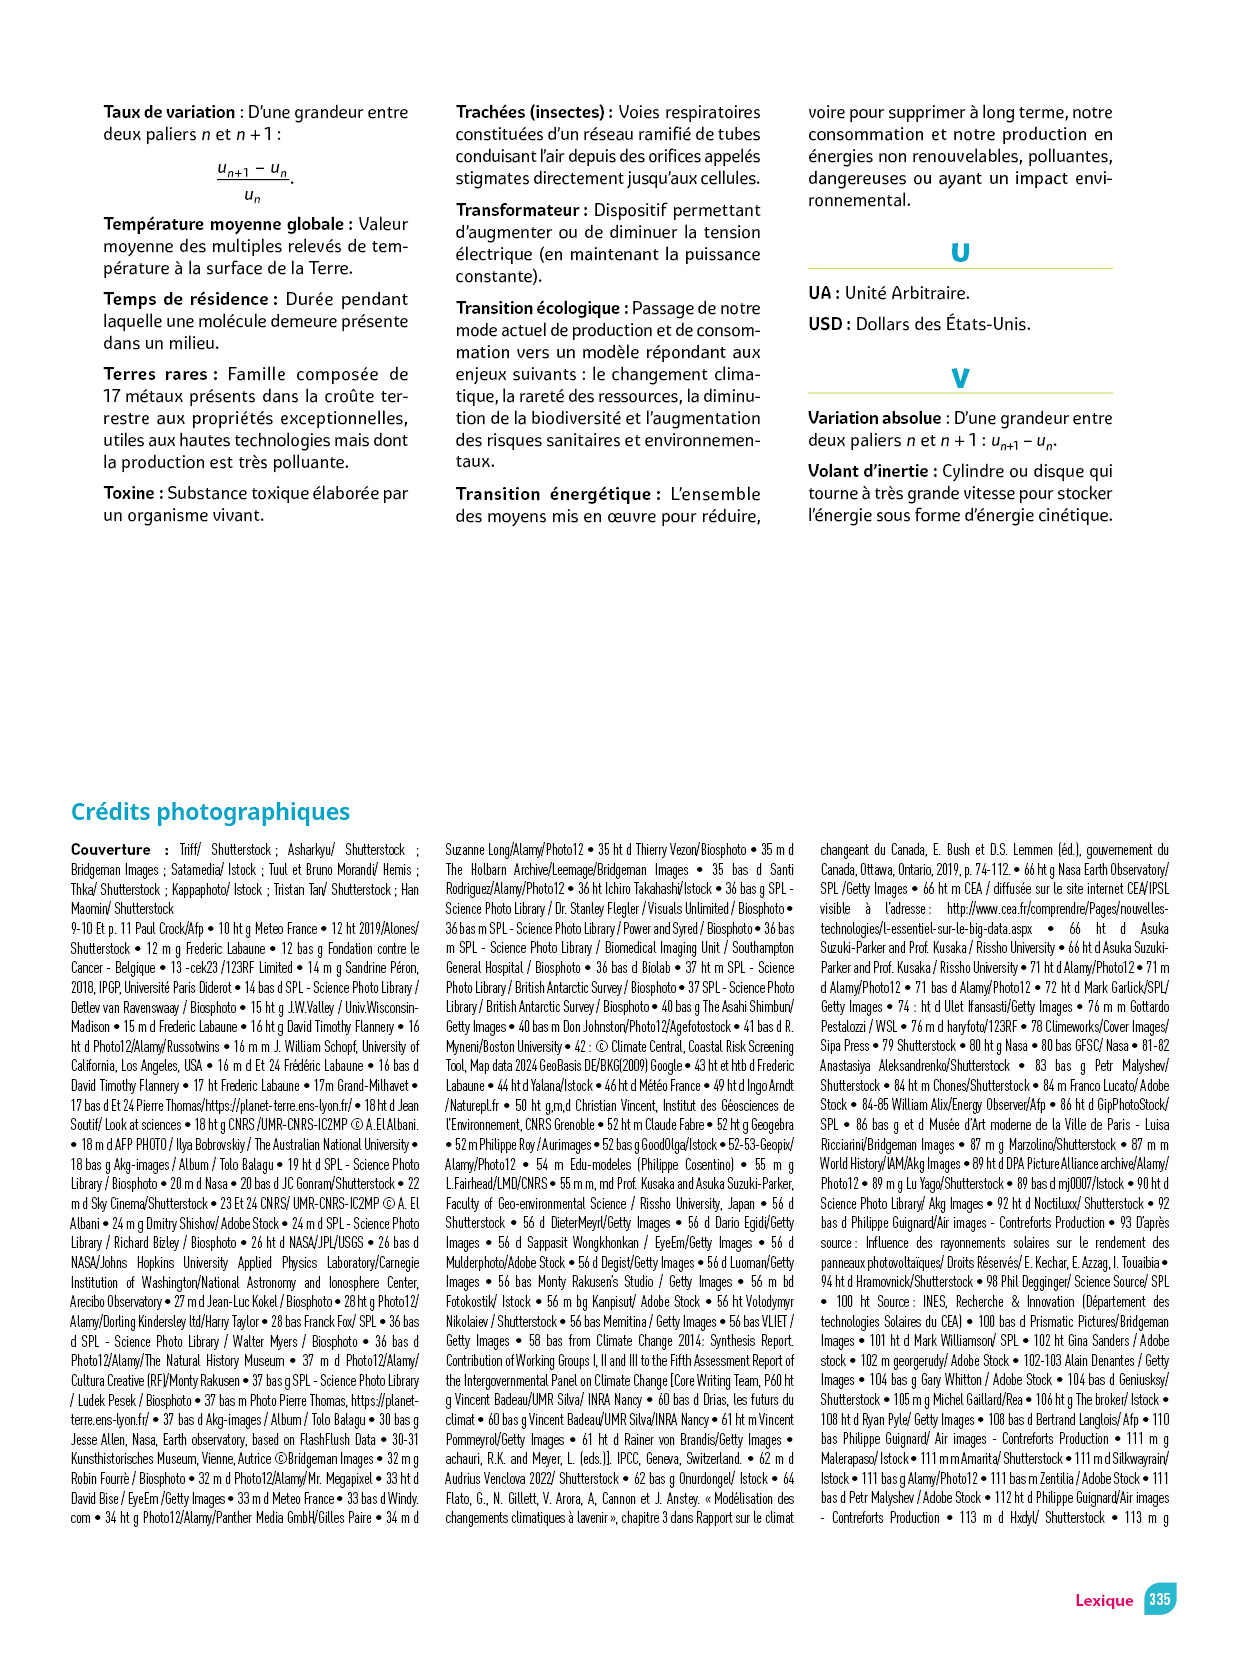 Taux de variation : D'une grandeur entre
deux paliers n et n + 1 :
un+1 – un
un
.
Température moyenne globale : Valeur
moyenne des multiples relevés de tem-
pérature à la surface de la Terre.
Temps de résidence : Durée pendant
laquelle une molécule demeure présente
dans un milieu.
Terres rares : Famille composée de
17 métaux présents dans la croûte ter-
restre aux propriétés exceptionnelles,
utiles aux hautes technologies mais dont
la production est très polluante.
Toxine : Substance toxique élaborée par
un organisme vivant.
Trachées (insectes) : Voies respiratoires
constituées d'un réseau ramifié de tubes
conduisant l'air depuis des orifices appelés
stigmates directement jusqu'aux cellules.
Transformateur : Dispositif permettant
d'augmenter ou de diminuer la tension
électrique (en maintenant la puissance
constante).
Transition écologique : Passage de notre
mode actuel de production et de consom-
mation vers un modèle répondant aux
enjeux suivants : le changement clima-
tique, la rareté des ressources, la diminu-
tion de la biodiversité et l'augmentation
des risques sanitaires et environnemen-
taux.
Transition énergétique : L'ensemble
des moyens mis en œuvre pour réduire,
voire pour supprimer à long terme, notre
consommation et notre production en
énergies non renouvelables, polluantes,
dangereuses ou ayant un impact envi-
ronnemental.
U
UA : Unité Arbitraire.
USD : Dollars des États-Unis.
V
Variation absolue : D'une grandeur entre
deux paliers n et n + 1 : un+1 – un.
Volant d'inertie : Cylindre ou disque qui
tourne à très grande vitesse pour stocker
l'énergie sous forme d'énergie cinétique.
Crédits photographiques
Couverture : Triff/ Shutterstock ; Asharkyu/ Shutterstock ;
Bridgeman Images ; Satamedia/ Istock ; Tuul et Bruno Morandi/ Hemis ;
Thka/ Shutterstock ; Kappaphoto/ Istock ; Tristan Tan/ Shutterstock ; Han
Maomin/ Shutterstock
9-10 Et p. 11 Paul Crock/Afp • 10 ht g Meteo France • 12 ht 2019/Alones/
Shutterstock • 12 m g Frederic Labaune • 12 bas g Fondation contre le
Cancer - Belgique • 13 -cek23 /123RF Limited • 14 m g Sandrine Péron,
2018, IPGP, Université Paris Diderot • 14 bas d SPL - Science Photo Library /
Detlev van Ravenswaay / Biosphoto • 15 ht g J.W.Valley / Univ.Wisconsin-
Madison • 15 m d Frederic Labaune • 16 ht g David Timothy Flannery • 16
ht d Photo12/Alamy/Russotwins • 16 m m J. William Schopf, University of
California, Los Angeles, USA • 16 m d Et 24 Frédéric Labaune • 16 bas d
David Timothy Flannery • 17 ht Frederic Labaune • 17m Grand-Milhavet •
17 bas d Et 24 Pierre Thomas/https://planet-terre.ens-lyon.fr/ • 18 ht d Jean
Soutif/ Look at sciences • 18 ht g CNRS /UMR-CNRS-IC2MP © A.El Albani.
• 18 m d AFP PHOTO / Ilya Bobrovskiy / The Australian National University •
18 bas g Akg-images / Album / Tolo Balagu • 19 ht d SPL - Science Photo
Library / Biosphoto • 20 m d Nasa • 20 bas d JC Gonram/Shutterstock • 22
m d Sky Cinema/Shutterstock • 23 Et 24 CNRS/ UMR-CNRS-IC2MP © A. El
Albani • 24 m g Dmitry Shishov/ Adobe Stock • 24 m d SPL - Science Photo
Library / Richard Bizley / Biosphoto • 26 ht d NASA/JPL/USGS • 26 bas d
NASA/Johns Hopkins University Applied Physics Laboratory/Carnegie
Institution of Washington/National Astronomy and Ionosphere Center,
Arecibo Observatory • 27 m d Jean-Luc Kokel / Biosphoto • 28 ht g Photo12/
Alamy/Dorling Kindersley ltd/Harry Taylor • 28 bas Franck Fox/ SPL • 36 bas
d SPL - Science Photo Library / Walter Myers / Biosphoto • 36 bas d
Photo12/Alamy/The Natural History Museum • 37 m d Photo12/Alamy/
Cultura Creative (RF)/Monty Rakusen • 37 bas g SPL - Science Photo Library
/ Ludek Pesek / Biosphoto • 37 bas m Photo Pierre Thomas, https://planet-
terre.ens-lyon.fr/ • 37 bas d Akg-images / Album / Tolo Balagu • 30 bas g
Jesse Allen, Nasa, Earth observatory, based on FlashFlush Data • 30-31
Kunsthistorisches Museum, Vienne, Autrice ©Bridgeman Images • 32 m g
Robin Fourrè / Biosphoto • 32 m d Photo12/Alamy/Mr. Megapixel • 33 ht d
David Bise / EyeEm /Getty Images • 33 m d Meteo France • 33 bas d Windy.
com • 34 ht g Photo12/Alamy/Panther Media GmbH/Gilles Paire • 34 m d
Suzanne Long/Alamy/Photo12 • 35 ht d Thierry Vezon/Biosphoto • 35 m d
The Holbarn Archive/Leemage/Bridgeman Images • 35 bas d Santi
Rodriguez/Alamy/Photo12 • 36 ht Ichiro Takahashi/Istock • 36 bas g SPL -
Science Photo Library / Dr. Stanley Flegler / Visuals Unlimited / Biosphoto •
36 bas m SPL - Science Photo Library / Power and Syred / Biosphoto • 36 bas
m SPL - Science Photo Library / Biomedical Imaging Unit / Southampton
General Hospital / Biosphoto • 36 bas d Biolab • 37 ht m SPL - Science
Photo Library / British Antarctic Survey / Biosphoto • 37 SPL - Science Photo
Library / British Antarctic Survey / Biosphoto • 40 bas g The Asahi Shimbun/
Getty Images • 40 bas m Don Johnston/Photo12/Agefotostock • 41 bas d R.
Myneni/Boston University • 42 : © Climate Central, Coastal Risk Screening
Tool, Map data 2024 GeoBasis DE/BKG(2009) Google • 43 ht et htb d Frederic
Labaune • 44 ht d Yalana/Istock • 46 ht d Météo France • 49 ht d Ingo Arndt
/Naturepl.fr • 50 ht g,m,d Christian Vincent, Institut des Géosciences de
l'Environnement, CNRS Grenoble • 52 ht m Claude Fabre • 52 ht g Geogebra
• 52 m Philippe Roy / Aurimages • 52 bas g GoodOlga/Istock • 52-53-Geopix/
Alamy/Photo12 • 54 m Edu-modeles (Philippe Cosentino) • 55 m g
L.Fairhead/LMD/CNRS • 55 m m, md Prof. Kusaka and Asuka Suzuki-Parker,
Faculty of Geo-environmental Science / Rissho University, Japan • 56 d
Shutterstock • 56 d DieterMeyrl/Getty Images • 56 d Dario Egidi/Getty
Images • 56 d Sappasit Wongkhonkan / EyeEm/Getty Images • 56 d
Mulderphoto/Adobe Stock • 56 d Degist/Getty Images • 56 d Luoman/Getty
Images • 56 bas Monty Rakusen's Studio / Getty Images • 56 m bd
Fotokostik/ Istock • 56 m bg Kanpisut/ Adobe Stock • 56 ht Volodymyr
Nikolaiev / Shutterstock • 56 bas Memitina / Getty Images • 56 bas VLIET /
Getty Images • 58 bas from Climate Change 2014: Synthesis Report.
Contribution of Working Groups I, II and III to the Fifth Assessment Report of
the Intergovernmental Panel on Climate Change [Core Writing Team, P60 ht
g Vincent Badeau/UMR Silva/ INRA Nancy • 60 bas d Drias, les futurs du
climat • 60 bas g Vincent Badeau/UMR Silva/INRA Nancy • 61 ht m Vincent
Pommeyrol/Getty Images • 61 ht d Rainer von Brandis/Getty Images •
achauri, R.K. and Meyer, L. (eds.)]. IPCC, Geneva, Switzerland. • 62 m d
Audrius Venclova 2022/ Shutterstock • 62 bas g Onurdongel/ Istock • 64
Flato, G., N. Gillett, V. Arora, A, Cannon et J. Anstey. « Modélisation des
changements climatiques à lavenir », chapitre 3 dans Rapport sur le climat
changeant du Canada, E. Bush et D.S. Lemmen (éd.), gouvernement du
Canada, Ottawa, Ontario, 2019, p. 74-112. • 66 ht g Nasa Earth Observatory/
SPL /Getty Images • 66 ht m CEA / diffusée sur le site internet CEA/IPSL
visible à l'adresse : http://www.cea.fr/comprendre/Pages/nouvelles-
technologies/l-essentiel-sur-le-big-data.aspx • 66 ht d Asuka
Suzuki-Parker and Prof. Kusaka / Rissho University • 66 ht d Asuka Suzuki-
Parker and Prof. Kusaka / Rissho University • 71 ht d Alamy/Photo12 • 71 m
d Alamy/Photo12 • 71 bas d Alamy/Photo12 • 72 ht d Mark Garlick/SPL/
Getty Images • 74 : ht d Ulet Ifansasti/Getty Images • 76 m m Gottardo
Pestalozzi / WSL • 76 m d haryfoto/123RF • 78 Climeworks/Cover Images/
Sipa Press • 79 Shutterstock • 80 ht g Nasa • 80 bas GFSC/ Nasa • 81-82
Anastasiya Aleksandrenko/Shutterstock • 83 bas g Petr Malyshev/
Shutterstock • 84 ht m Chones/Shutterstock • 84 m Franco Lucato/ Adobe
Stock • 84-85 William Alix/Energy Observer/Afp • 86 ht d GipPhotoStock/
SPL • 86 bas g et d Musée d'Art moderne de la Ville de Paris - Luisa
Ricciarini/Bridgeman Images • 87 m g Marzolino/Shutterstock • 87 m m
World History/IAM/Akg Images • 89 ht d DPA Picture Alliance archive/Alamy/
Photo12 • 89 m g Lu Yago/Shutterstock • 89 bas d mj0007/Istock • 90 ht d
Science Photo Library/ Akg Images • 92 ht d Noctiluxx/ Shutterstock • 92
bas d Philippe Guignard/Air images - Contreforts Production • 93 D'après
source : Influence des rayonnements solaires sur le rendement des
panneaux photovoltaïques/ Droits Réservés/ E. Kechar, E. Azzag, I. Touaibia •
94 ht d Hramovnick/Shutterstock • 98 Phil Degginger/ Science Source/ SPL
• 100 ht Source : INES, Recherche & Innovation (Département des
technologies Solaires du CEA) • 100 bas d Prismatic Pictures/Bridgeman
Images • 101 ht d Mark Williamson/ SPL • 102 ht Gina Sanders / Adobe
stock • 102 m georgerudy/ Adobe Stock • 102-103 Alain Denantes / Getty
Images • 104 bas g Gary Whitton / Adobe Stock • 104 bas d Geniusksy/
Shutterstock • 105 m g Michel Gaillard/Rea • 106 ht g The broker/ Istock •
108 ht d Ryan Pyle/ Getty Images • 108 bas d Bertrand Langlois/ Afp • 110
bas Philippe Guignard/ Air images - Contreforts Production • 111 m g
Malerapaso/ Istock • 111 m m Amarita/ Shutterstock • 111 m d Silkwayrain/
Istock • 111 bas g Alamy/Photo12 • 111 bas m Zentilia / Adobe Stock • 111
bas d Petr Malyshev / Adobe Stock • 112 ht d Philippe Guignard/Air images
- Contreforts Production • 113 m d Hxdyl/ Shutterstock • 113 m g
Lexique 335